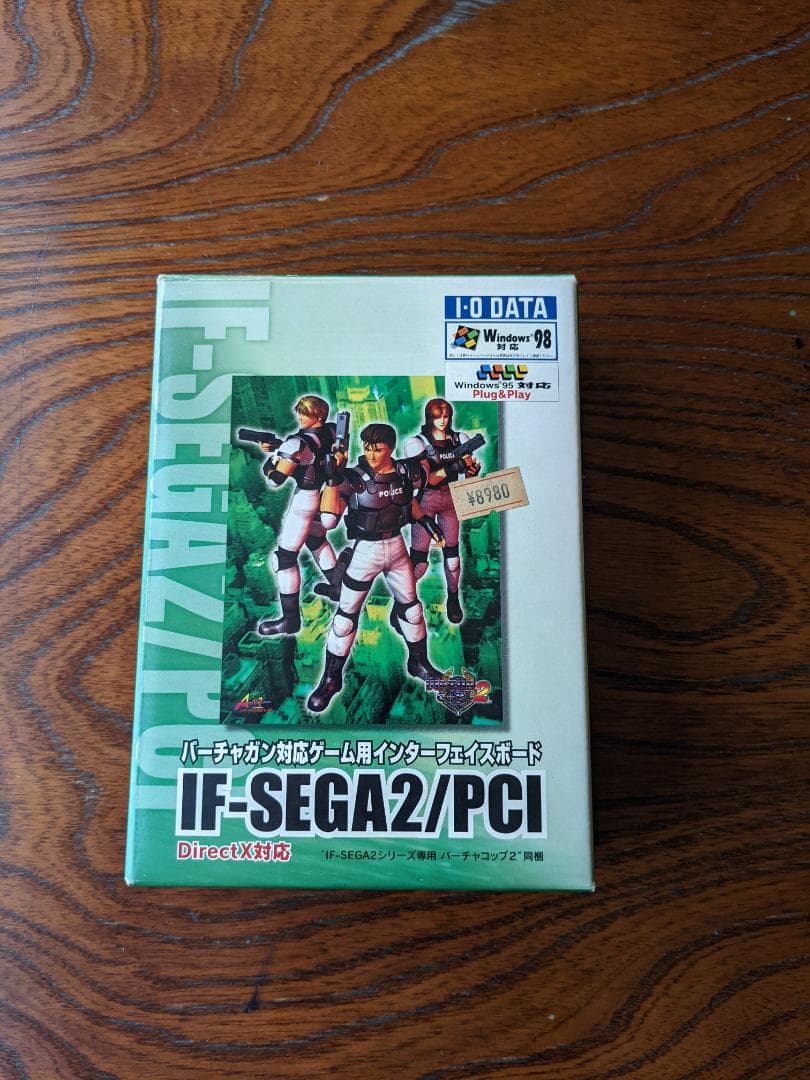 IF-SEGA2/PCI
I・O DATA
Windows 98
対応
Windows 95 対応
Plug&Play
POLICE
POLICE
¥8980
2
バーチャガン対応ゲーム用インターフェイスボード
IF-SEGA2/PCI
DirectX対応
"IF-SEGA2シリーズ専用 バーチャコップ2"同梱